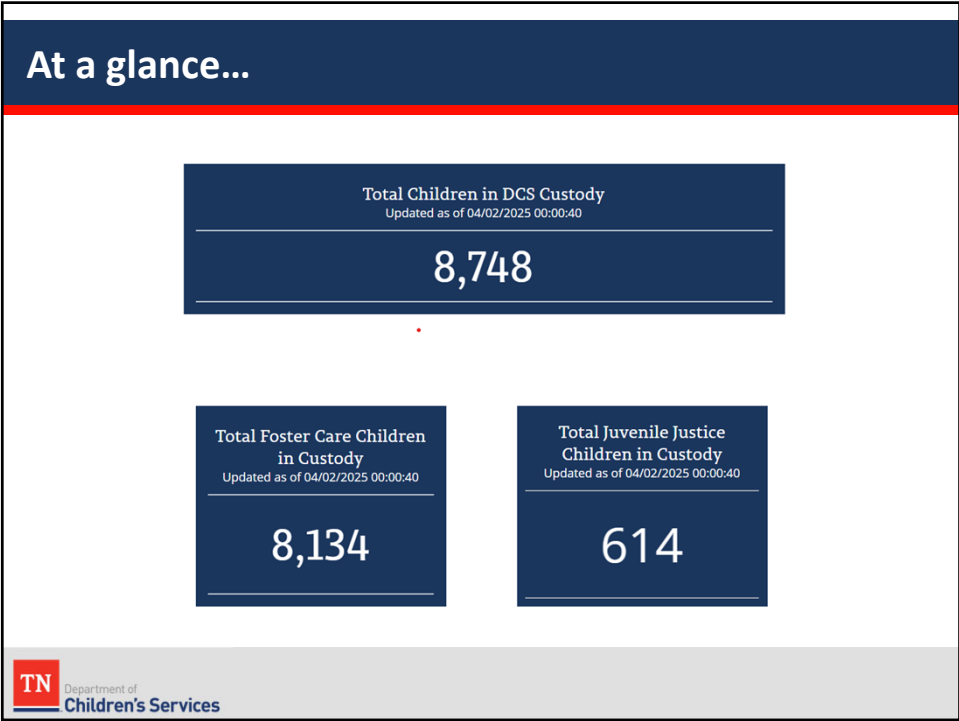 At a glance…
Total Children in DCS Custody
Updated as of 04/02/2025 00:00:40
8,748
Total Foster Care Children
in Custody
Updated as of 04/02/2025 00:00:40
8,134
Total Juvenile Justice
Children in Custody
Updated as of 04/02/2025 00:00:40
614
TN
Department of
Children's Services